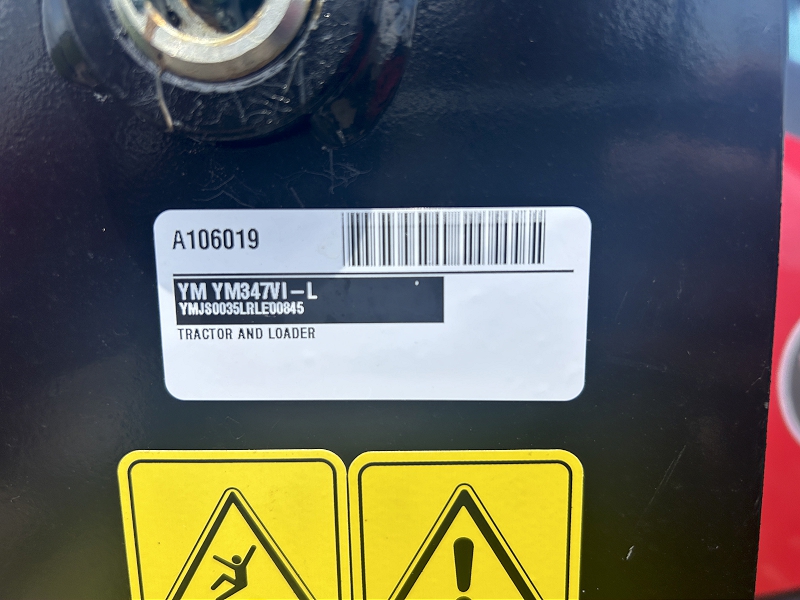 A106019
YM YM347VI-L
YMJS0035LRLE00845
TRACTOR AND LOADER